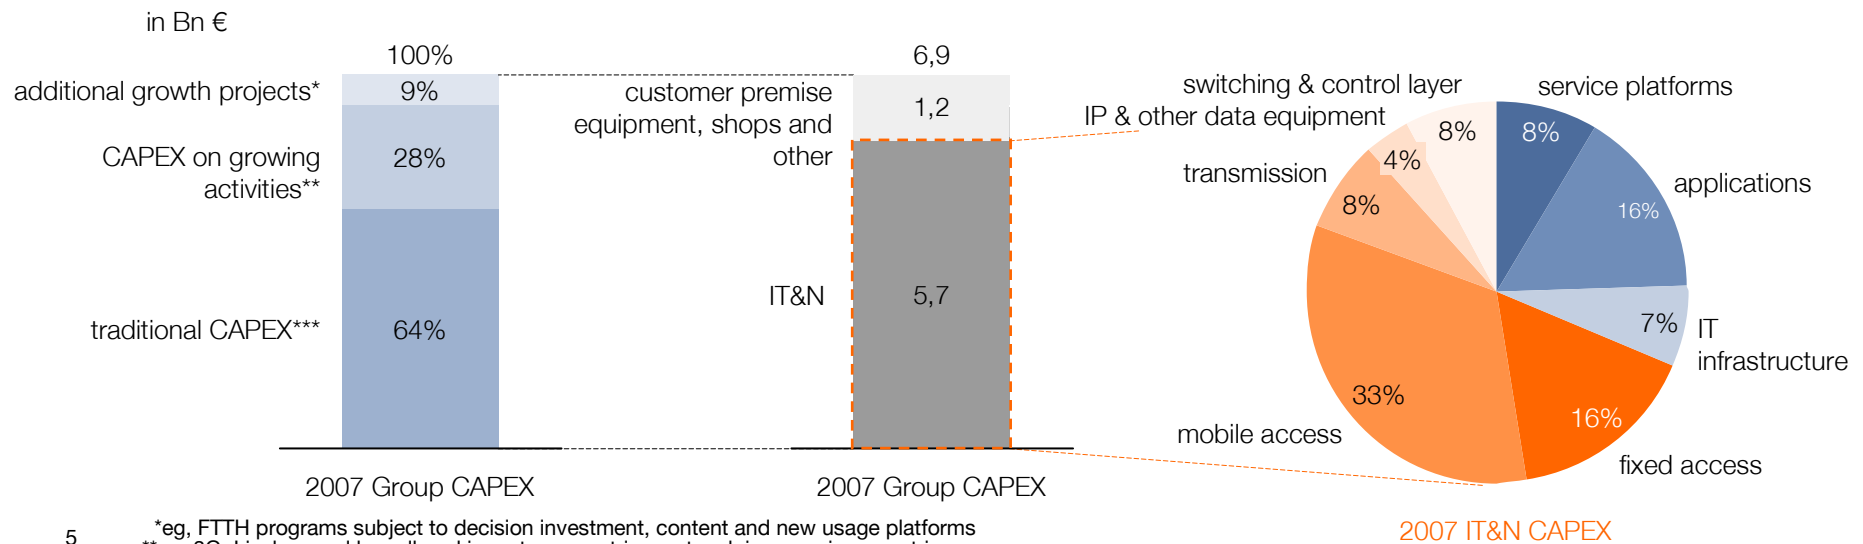 in Bn €
100%
additional growth projects*
9%
CAPEX on growing
activities**
28%
traditional CAPEX***
64%
2007 Group CAPEX
6,9
customer premise
equipment, shops and
other
1,2
IT&N
5,7
2007 Group CAPEX
switching & control layer
IP & other data equipment
transmission
mobile access
service platforms
applications
IT
infrastructure
fixed access
8%
8%
4%
16%
8%
7%
33%
16%
2007 IT&N CAPEX
5
*eg, FTTH programs subject to decision investment, content and new usage platforms